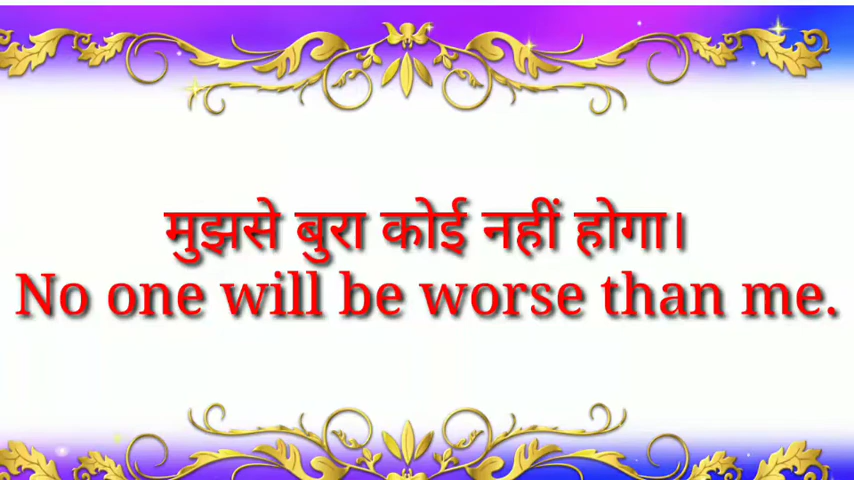 मुझसे बुरा कोई नहीं होगा।
No one will be worse than me.